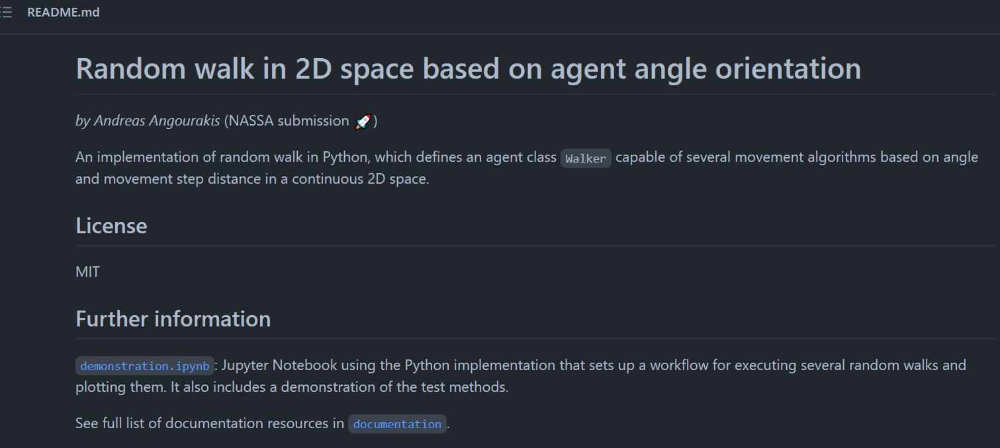 README.md
Random walk in 2D space based on agent angle orientation
by Andreas Angourakis (NASSA submission 🚀)
An implementation of random walk in Python, which defines an agent class Walker capable of several movement algorithms based on angle
and movement step distance in a continuous 2D space.
License
MIT
Further information
demonstration.ipynb: Jupyter Notebook using the Python implementation that sets up a workflow for executing several random walks and
plotting them. It also includes a demonstration of the test methods.
See full list of documentation resources in documentation.